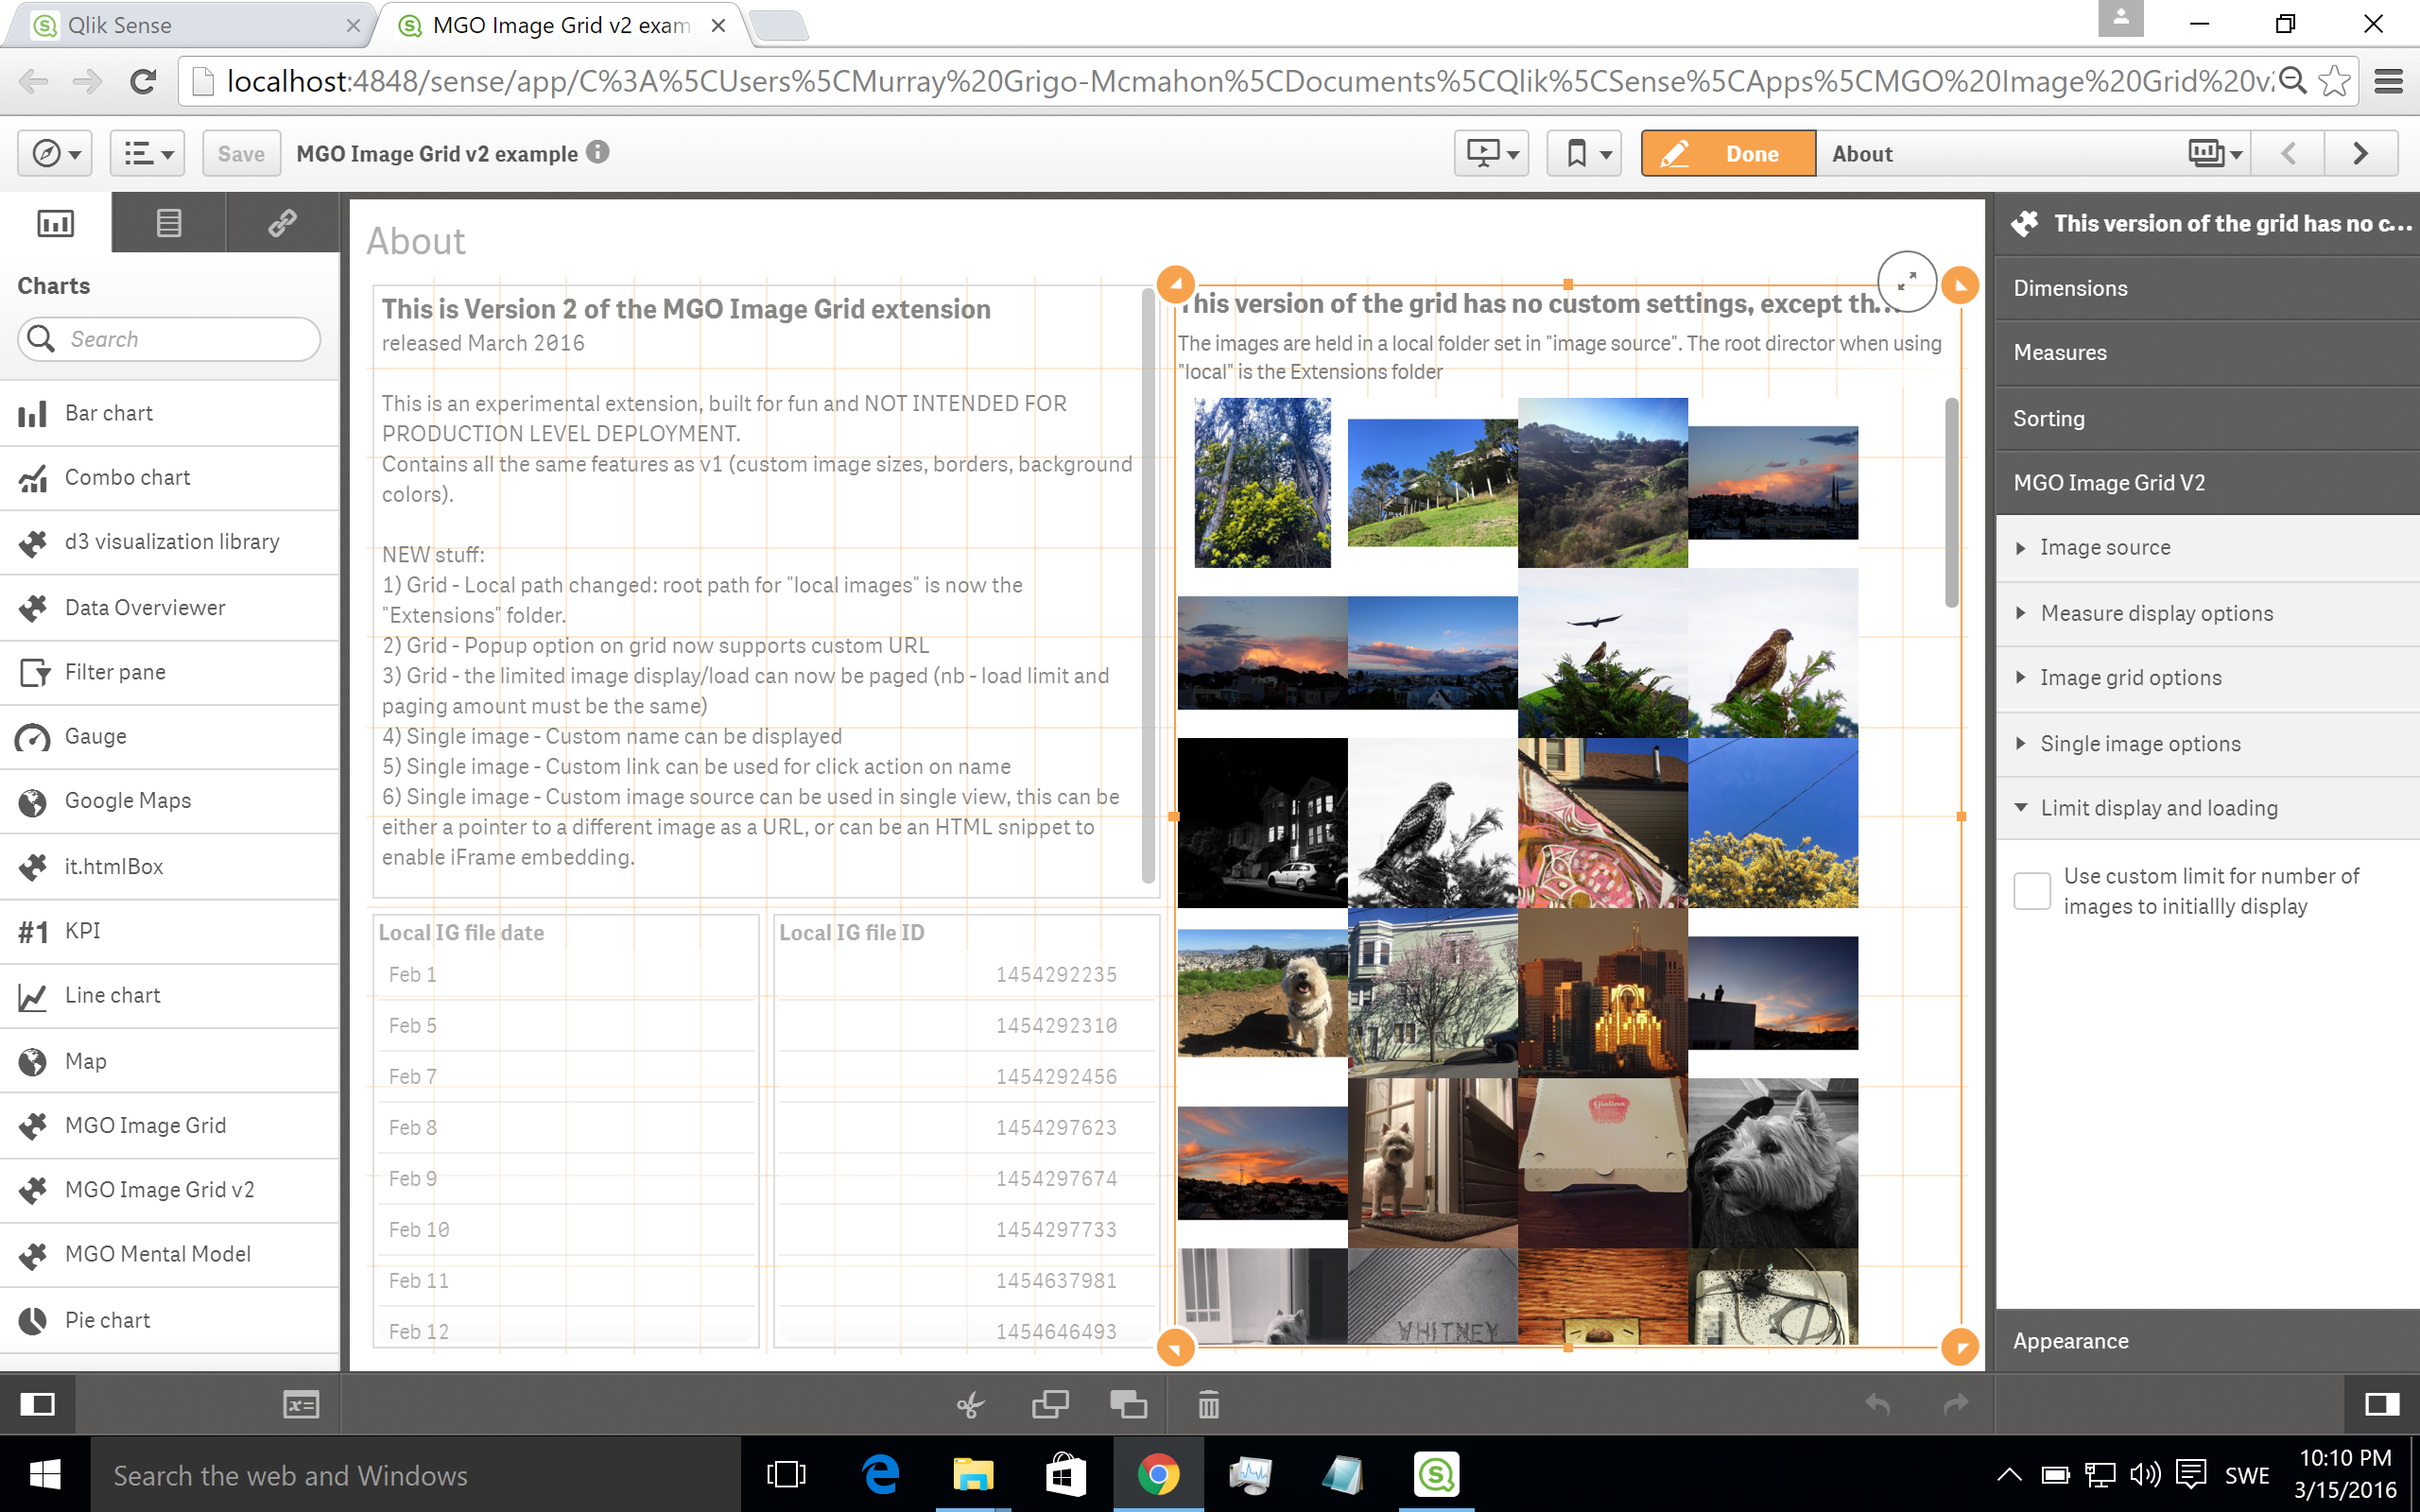 Qlik Sense
MGO Image Grid v2 exam
localhost:4848/sense/app/C%3A%5CUsers%5CMurray%20Grigo-Mcmahon%5CDocuments%5CQlik%5CSense%5CApps%5CMGO%20Image%20Grid%20v
Save
MGO Image Grid v2 example
Done
About
Charts
Search
Bar chart
Combo chart
d3 visualization library
Data Overviewer
Filter pane
Gauge
Google Maps
it.htmlBox
#1 KPI
Line chart
Map
MGO Image Grid
MGO Image Grid v2
MGO Mental Model
Pie chart
About
This is Version 2 of the MGO Image Grid extension
released March 2016
This is an experimental extension, built for fun and NOT INTENDED FOR
PRODUCTION LEVEL DEPLOYMENT.
Contains all the same features as v1 (custom image sizes, borders, background
colors).
NEW stuff:
1) Grid - Local path changed: root path for "local images" is now the
"Extensions" folder.
2) Grid - Popup option on grid now supports custom URL
3) Grid - the limited image display/load can now be paged (nb - load limit and
paging amount must be the same)
4) Single image - Custom name can be displayed
5) Single image - Custom link can be used for click action on name
6) Single image - Custom image source can be used in single view, this can be
either a pointer to a different image as a URL, or can be an HTML snippet to
enable iFrame embedding.
Local IG file date
Feb 1
Feb 5
Feb 7
Feb 8
Feb 9
Feb 10
Feb 11
Feb 12
Local IG file ID
1454292235
1454292310
1454292456
1454297623
1454297674
1454297733
1454637981
1454646493
This version of the grid has no custom settings, except th...
The images are held in a local folder set in "image source". The root director when using
"local" is the Extensions folder
WHITNEY
This version of the grid has no c...
Dimensions
Measures
Sorting
MGO Image Grid V2
Image source
Measure display options
Image grid options
Single image options
Limit display and loading
Use custom limit for number of
images to initiallly display
Appearance
x=
Search the web and Windows
SWE
10:10 PM
3/15/2016